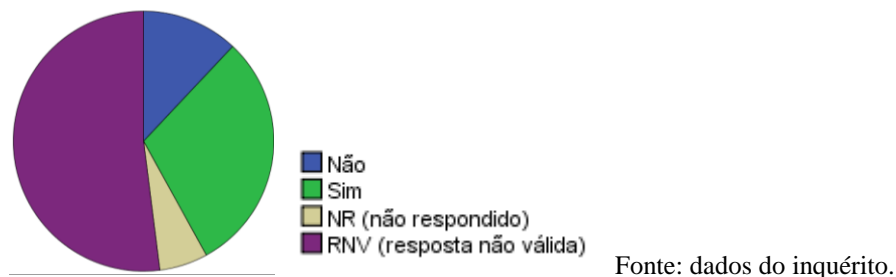 Não
Sim
NR (não respondido)
RNV (resposta não válida)
Fonte: dados do inquérito.